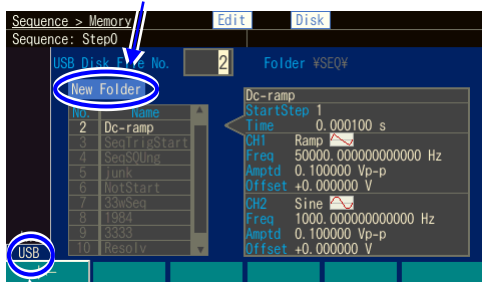 Sequence > Memory Edit Disk
Sequence: Step0
USB Disk File No. 2 Folder ¥SEQ¥
New Folder
No. Name
2 Dc-ramp
3 SeqTrigStart
4 SeqSQUng
5 junk
6 NotStart
7 33wSeq
8 1984
9 3333
10 Resolv
Dc-ramp
StartStep 1
Time 0.000100 s
CH1 Ramp
Freq 50000.000000000000 Hz
Amptd 0.100000 Vp-p
Offset +0.000000 V
CH2 Sine
Freq 1000.000000000000 Hz
Amptd 0.100000 Vp-p
Offset +0.000000 V
USB